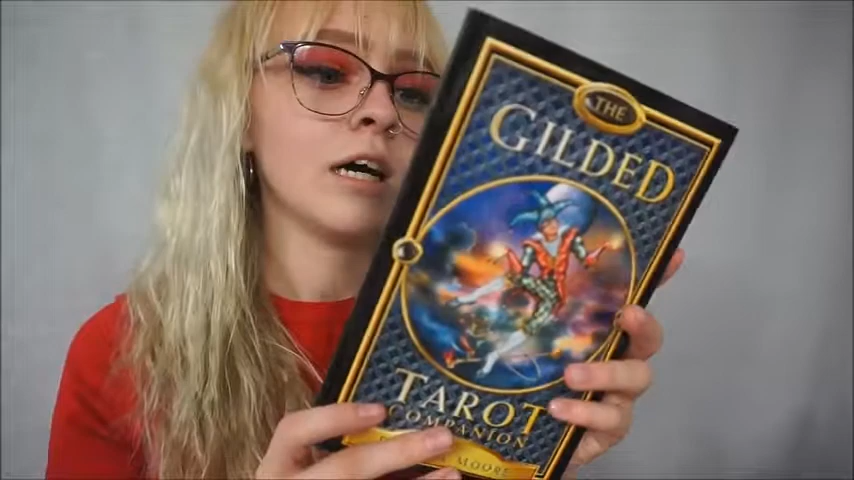 THE
GILDED
TAROT
COMPANION
MOORE